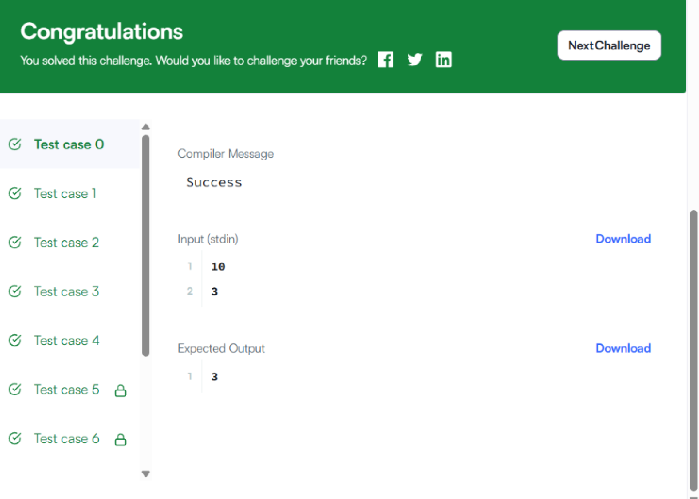 Congratulations
You solved this challenge. Would you like to challenge your friends?
Next Challenge
Test case 0
Test case 1
Test case 2
Test case 3
Test case 4
Test case 5
Test case 6
Compiler Message
Success
Input (stdin)
Download
1 10
2 3
Expected Output
Download
1 3